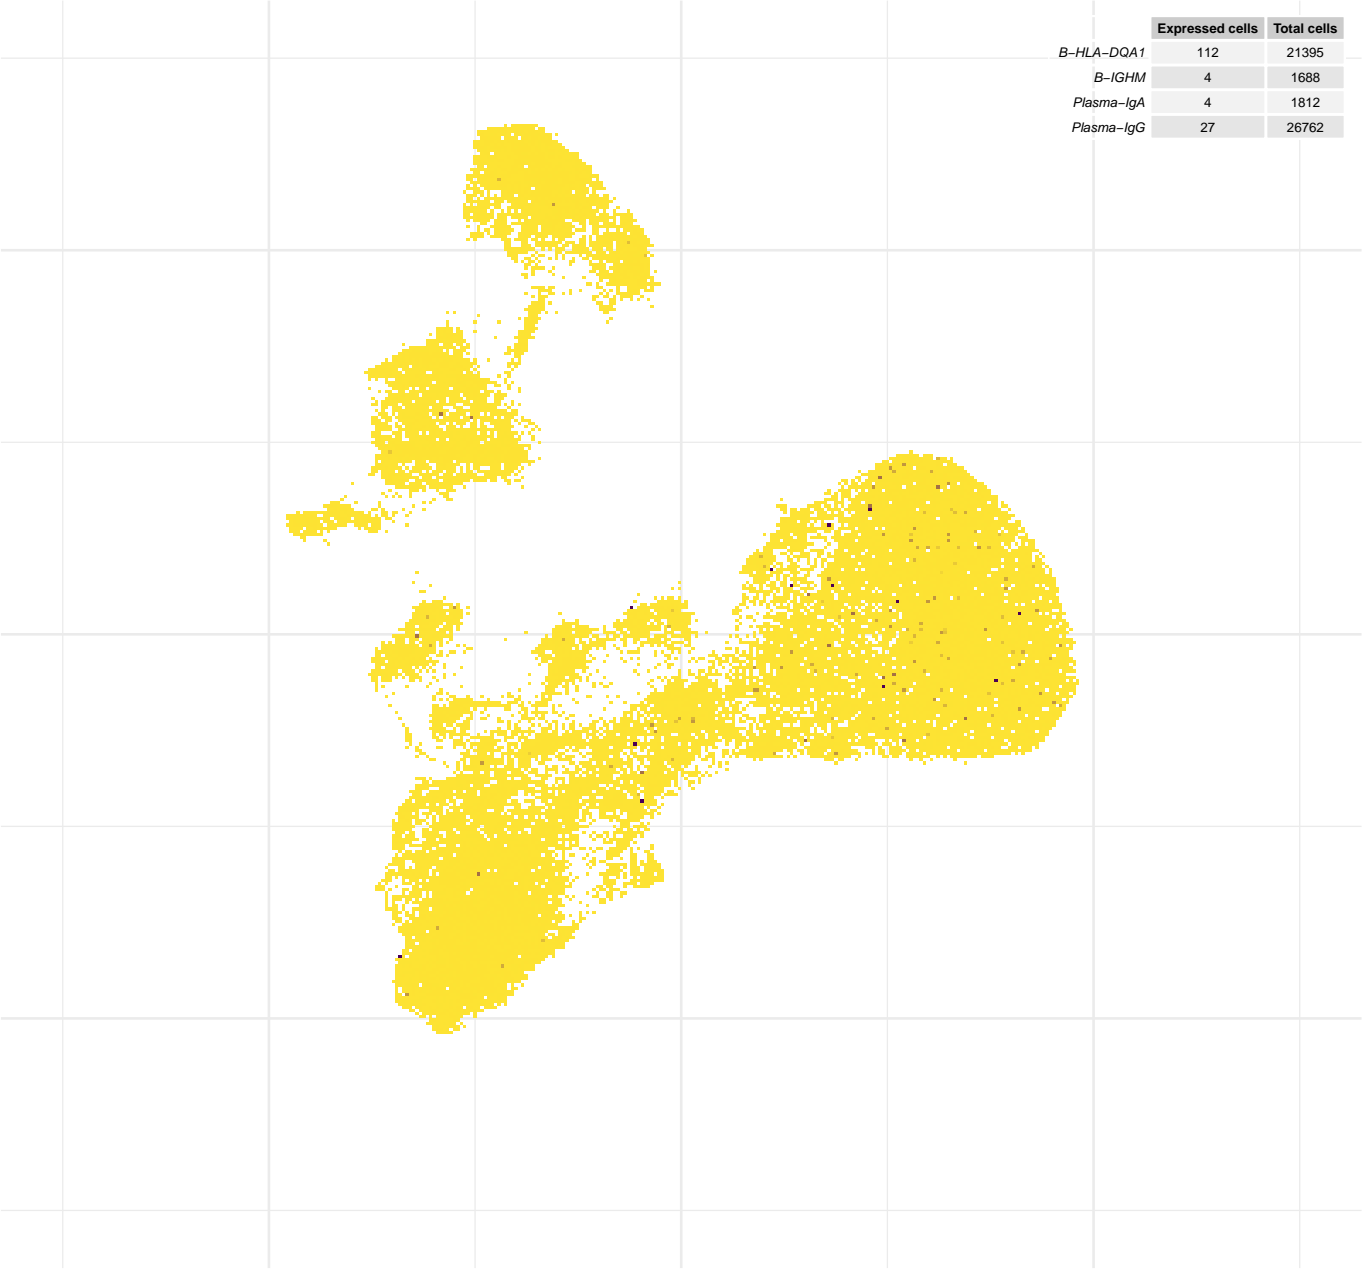 Expressed cells Total cells
B−HLA−DQA1 112 21395
B−IGHM 4 1688
Plasma−IgA 4 1812
Plasma−IgG 27 26762